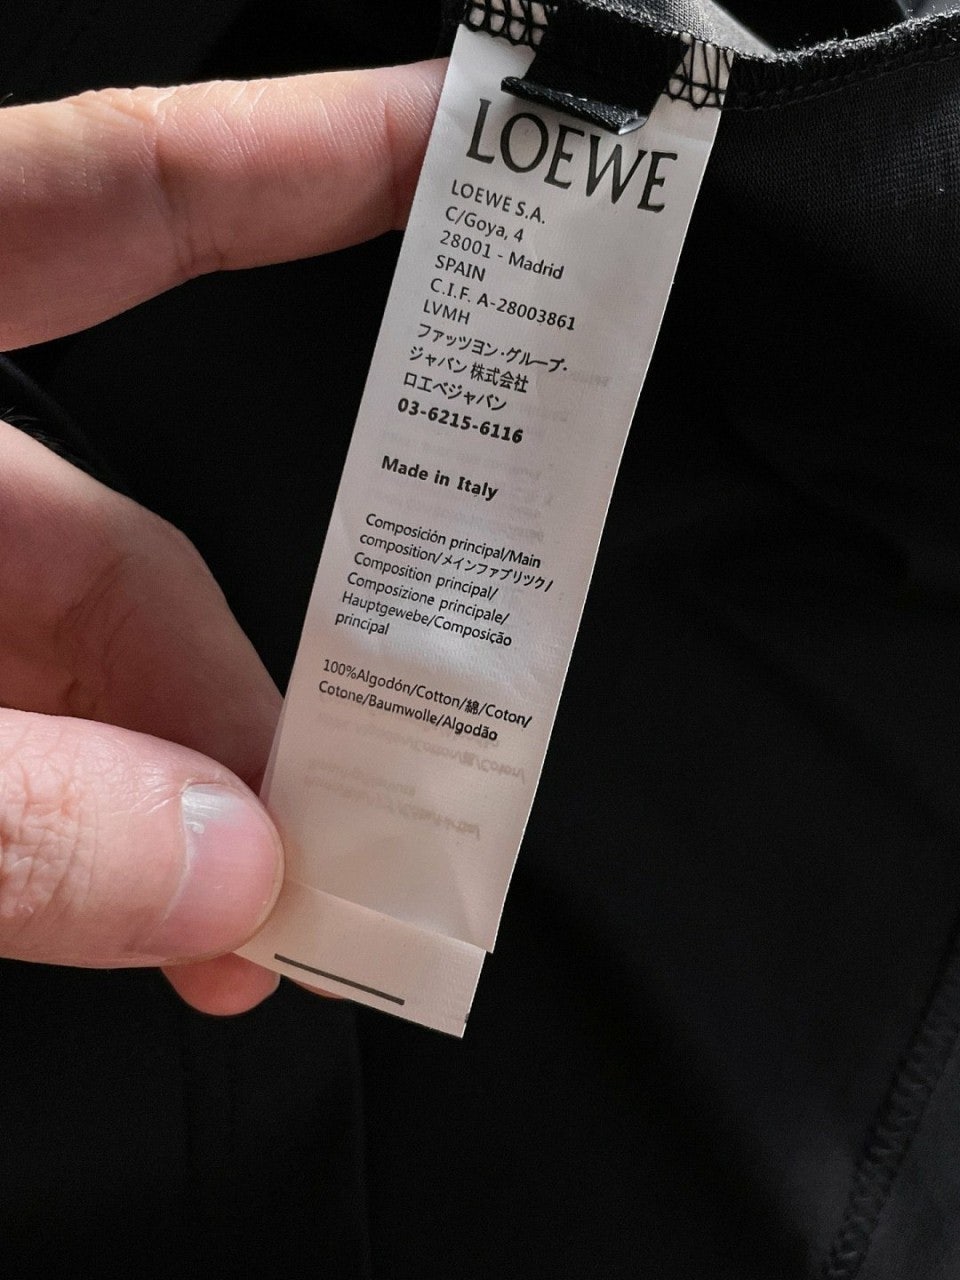 LOEWE
LOEWE S.A.
C/Goya, 4
28001 - Madrid
SPAIN
C.I.F. A-28003861
LVMH
ファッツヨン·グループ·
ジャパン 株式会社
ロエベジャパン
03-6215-6116
Made in Italy
Composición principal/Main
composition/メインファブリック/
Composition principal/
Composizione principale/
Hauptgewebe/Composição
principal
100%Algodón/Cotton/綿/Coton/
Cotone/Baumwolle/Algodão